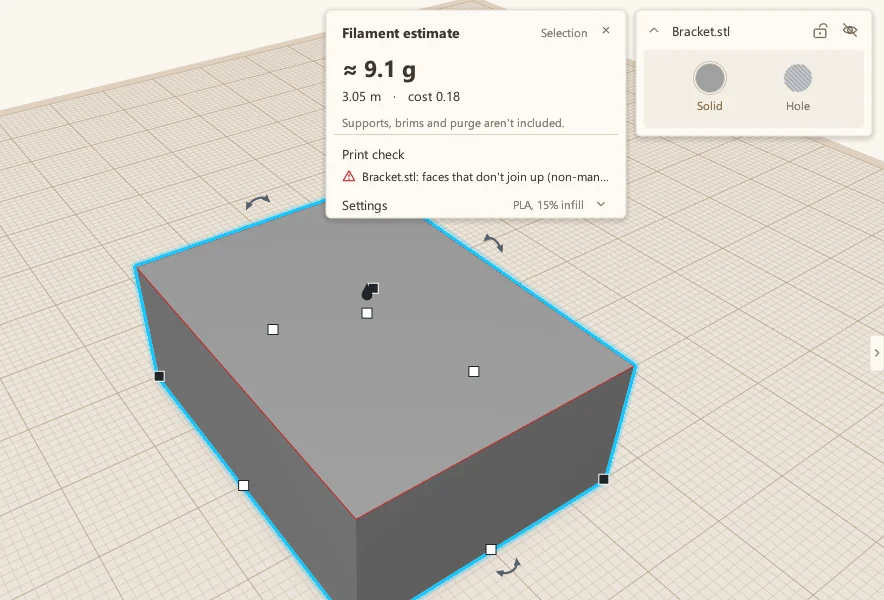 Filament estimate
Selection
≈ 9.1 g
3.05 m · cost 0.18
Supports, brims and purge aren't included.
Print check
Bracket.stl: faces that don't join up (non-man...
Settings
PLA, 15% infill
Bracket.stl
Solid
Hole